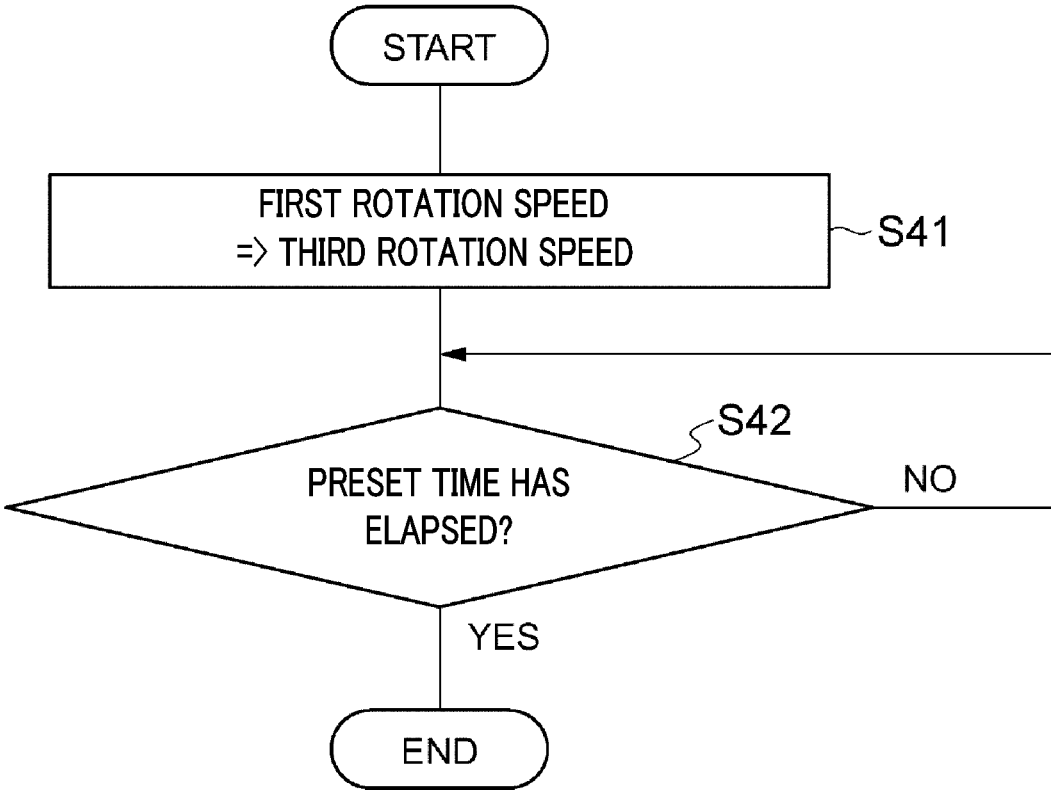 START
FIRST ROTATION SPEED
=> THIRD ROTATION SPEED
S41
S42
PRESET TIME HAS
ELAPSED?
NO
YES
END